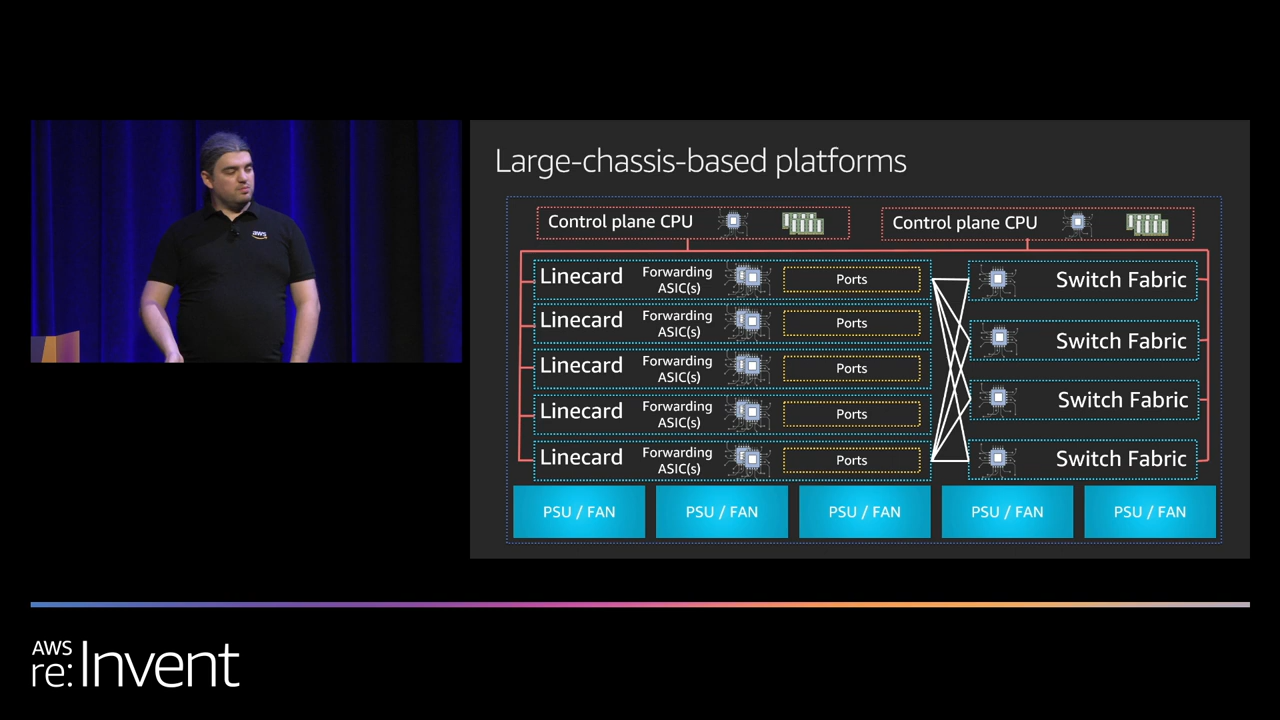 aws
Large-chassis-based platforms
Control plane CPU
Control plane CPU
Linecard
Forwarding
ASIC(s)
Ports
Switch Fabric
Linecard
Forwarding
ASIC(s)
Ports
Switch Fabric
Linecard
Forwarding
ASIC(s)
Ports
Switch Fabric
Linecard
Forwarding
ASIC(s)
Ports
Switch Fabric
Linecard
Forwarding
ASIC(s)
Ports
PSU / FAN
PSU / FAN
PSU / FAN
PSU / FAN
PSU / FAN
AWS
re:Invent